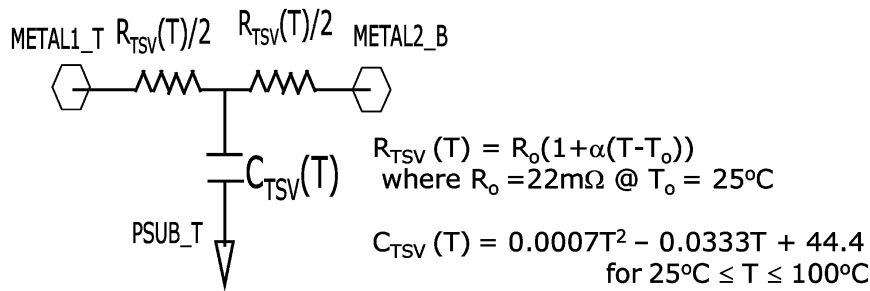 METAL1_T R_TSV(T)/2 R_TSV(T)/2 METAL2_B
C_TSV(T)
PSUB_T
R_TSV (T) = R_o(1+α(T-T_o))
where R_o =22mΩ @ T_o = 25°C
C_TSV (T) = 0.0007T² – 0.0333T + 44.4
for 25°C ≤ T ≤ 100°C